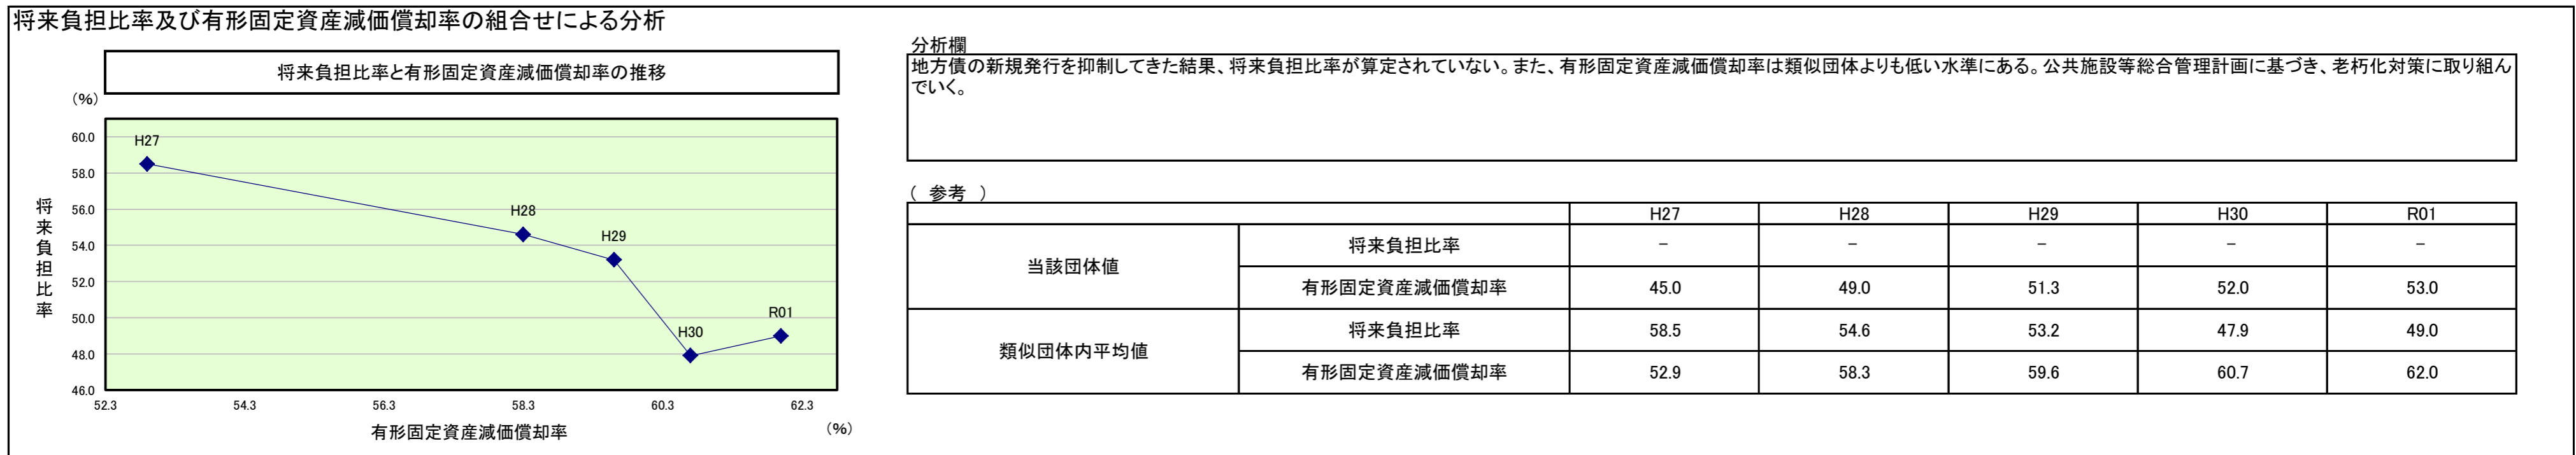 将来負担比率及び有形固定資産減価償却率の組合せによる分析
将来負担比率と有形固定資産減価償却率の推移
(%)
60.0
58.0
56.0
54.0
52.0
50.0
48.0
46.0
将来負担比率
H27
H28
H29
H30
R01
52.3 54.3 56.3 58.3 60.3 62.3
有形固定資産減価償却率
(%)
分析欄
地方債の新規発行を抑制してきた結果、将来負担比率が算定されていない。また、有形固定資産減価償却率は類似団体よりも低い水準にある。公共施設等総合管理計画に基づき、老朽化対策に取り組ん
でいく。
( 参考 )
H27 H28 H29 H30 R01
当該団体値
将来負担比率 － － － － －
有形固定資産減価償却率 45.0 49.0 51.3 52.0 53.0
類似団体内平均値
将来負担比率 58.5 54.6 53.2 47.9 49.0
有形固定資産減価償却率 52.9 58.3 59.6 60.7 62.0